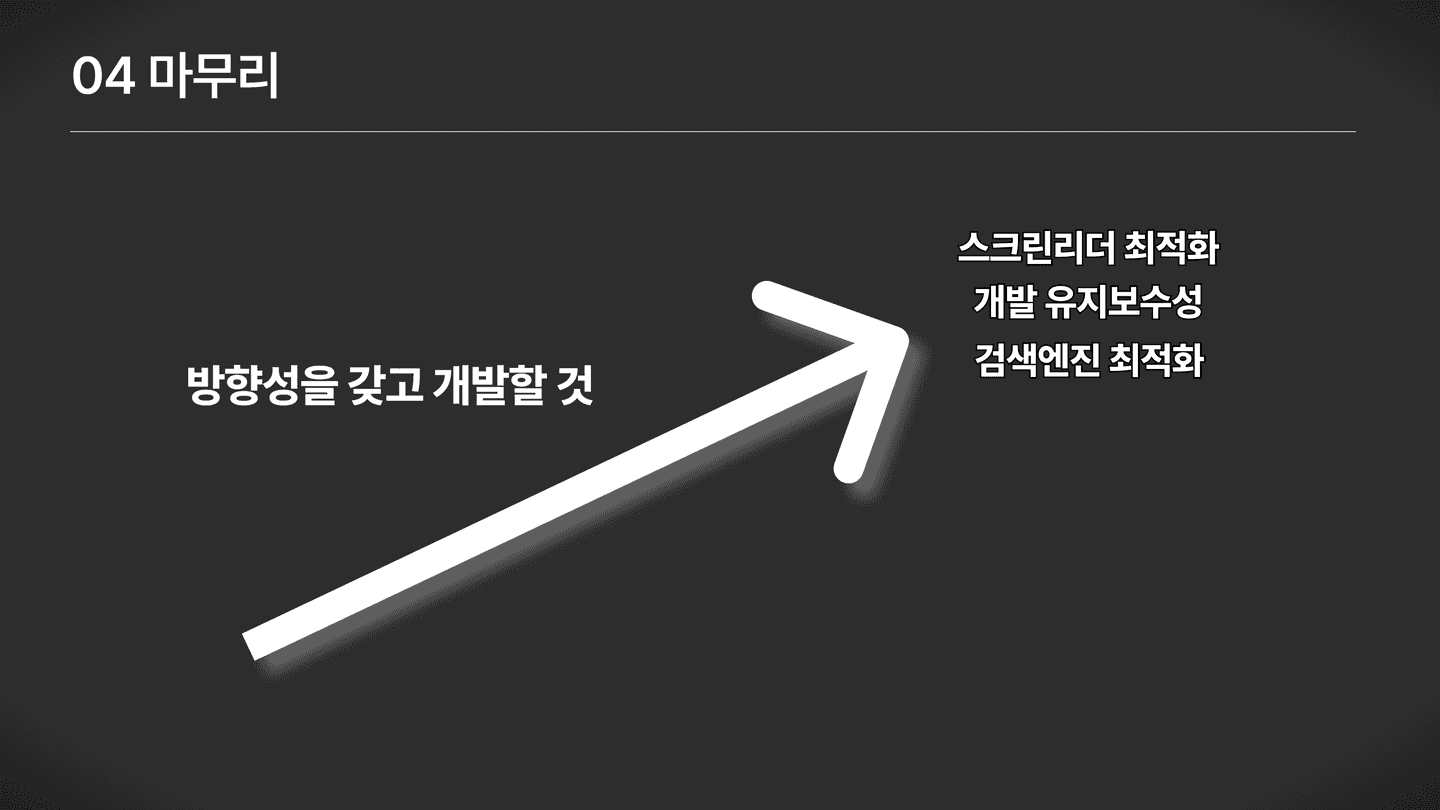 04 마무리
방향성을 갖고 개발할 것
스크린리더 최적화
개발 유지보수성
검색엔진 최적화